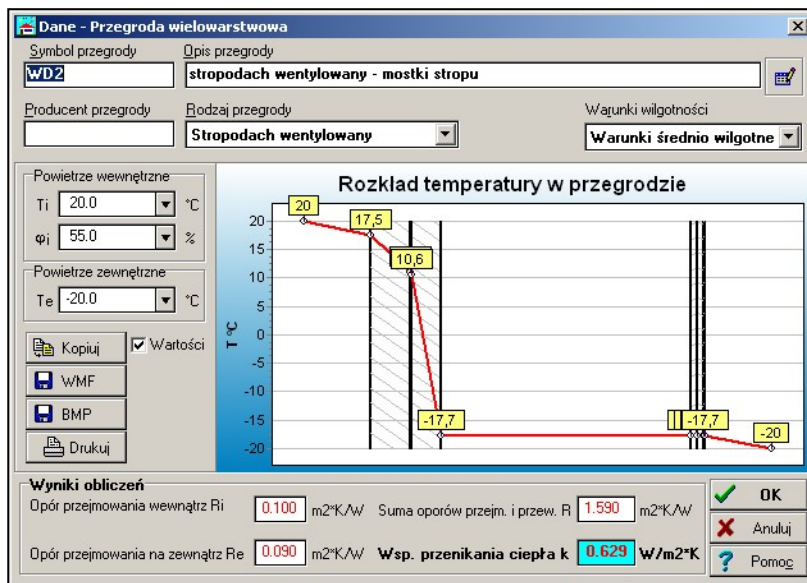 Dane - Przegroda wielowarstwowa
Symbol przegrody
Opis przegrody
WD2
stropodach wentylowany - mostki stropu
Producent przegrody
Rodzaj przegrody
Warunki wilgotności
Stropodach wentylowany
Warunki średnio wilgotne
Powietrze wewnętrzne
Ti 20.0 °C
φi 55.0 %
Powietrze zewnętrzne
Te -20.0 °C
Kopiuj
Wartości
WMF
BMP
Drukuj
Rozkład temperatury w przegrodzie
T °C
20
15
10
5
0
-5
-10
-15
-20
20
17,5
10,6
-17,7
-17,7
-20
Wyniki obliczeń
Opór przejmowania wewnątrz Ri 0.100 m2*K/W
Suma oporów przejm. i przew. R 1.590 m2*K/W
Opór przejmowania na zewnątrz Re 0.090 m2*K/W
Wsp. przenikania ciepła k 0.629 W/m2*K
OK
Anuluj
Pomoc